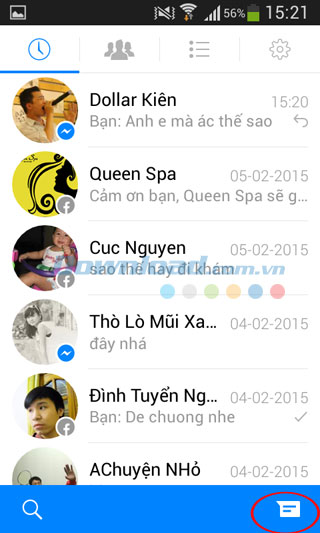 56% 15:21
Dollar Kiên 15:20
Bạn: Anh e mà ác thế sao
Queen Spa 05-02-2015
Cảm ơn bạn, Queen Spa sẽ g...
Cuc Nguyen 05-02-2015
sao thế hay đi khám
Download.com.vn
Thò Lò Mũi Xa... 04-02-2015
đây nhá
Đình Tuyển Ng... 04-02-2015
Bạn: De chuong nhe
AChuyện NHỏ 04-02-2015